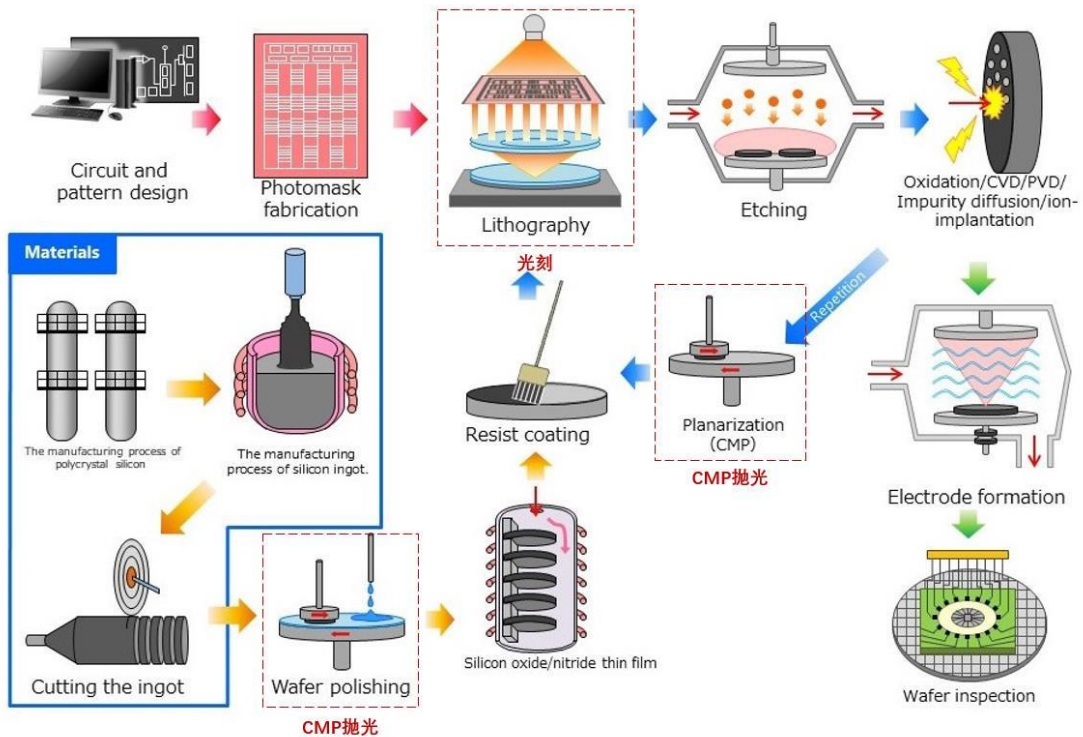 Circuit and
pattern design
Photomask
fabrication
Lithography
光刻
Etching
Oxidation/CVD/PVD/
Impurity diffusion/ion-
implantation
Materials
The manufacturing process of
polycrystal silicon
The manufacturing
process of silicon ingot.
Resist coating
Repetition
Planarization
(CMP)
CMP抛光
Electrode formation
Cutting the ingot
Wafer polishing
CMP抛光
Silicon oxide/nitride thin film
Wafer inspection